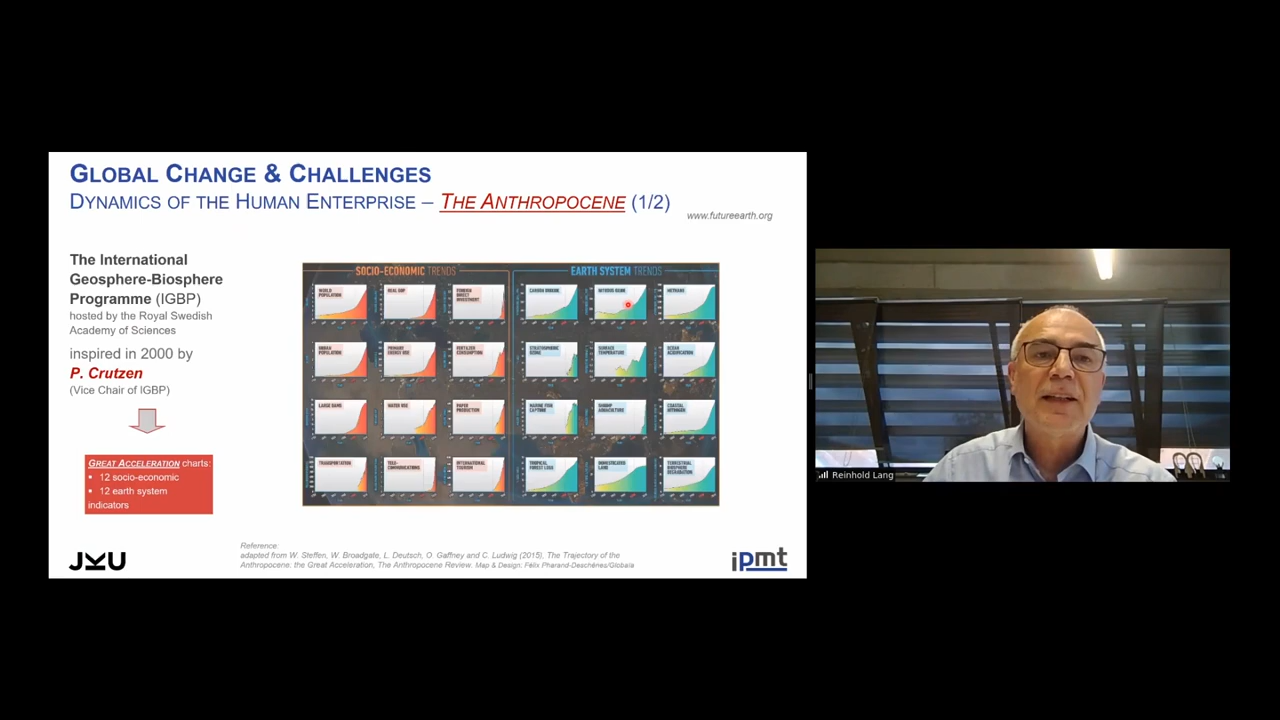 GLOBAL CHANGE & CHALLENGES
DYNAMICS OF THE HUMAN ENTERPRISE – THE ANTHROPOCENE (1/2)
www.futureearth.org
The International
Geosphere-Biosphere
Programme (IGBP)
hosted by the Royal Swedish
Academy of Sciences
inspired in 2000 by
P. Crutzen
(Vice Chair of IGBP)
GREAT ACCELERATION charts:
▪ 12 socio-economic
▪ 12 earth system
indicators
SOCIO-ECONOMIC TRENDS
EARTH SYSTEM TRENDS
WORLD
POPULATION
REAL GDP
FOREIGN
DIRECT
INVESTMENT
CARBON DIOXIDE
NITROUS OXIDE
METHANE
URBAN
POPULATION
PRIMARY
ENERGY USE
FERTILIZER
CONSUMPTION
STRATOSPHERIC
OZONE
SURFACE
TEMPERATURE
OCEAN
ACIDIFICATION
LARGE DAMS
WATER USE
PAPER
PRODUCTION
MARINE FISH
CAPTURE
SHRIMP
AQUACULTURE
COASTAL
NITROGEN
TRANSPORTATION
TELE-
COMMUNICATIONS
INTERNATIONAL
TOURISM
TROPICAL
FOREST LOSS
DOMESTICATED
LAND
TERRESTRIAL
BIOSPHERE
DEGRADATION
JKU
Reference:
adapted from W. Steffen, W. Broadgate, L. Deutsch, O. Gaffney and C. Ludwig (2015), The Trajectory of the
Anthropocene: the Great Acceleration, The Anthropocene Review. Map & Design: Félix Pharand-Deschênes/Globaïa
ipmt
Reinhold Lang